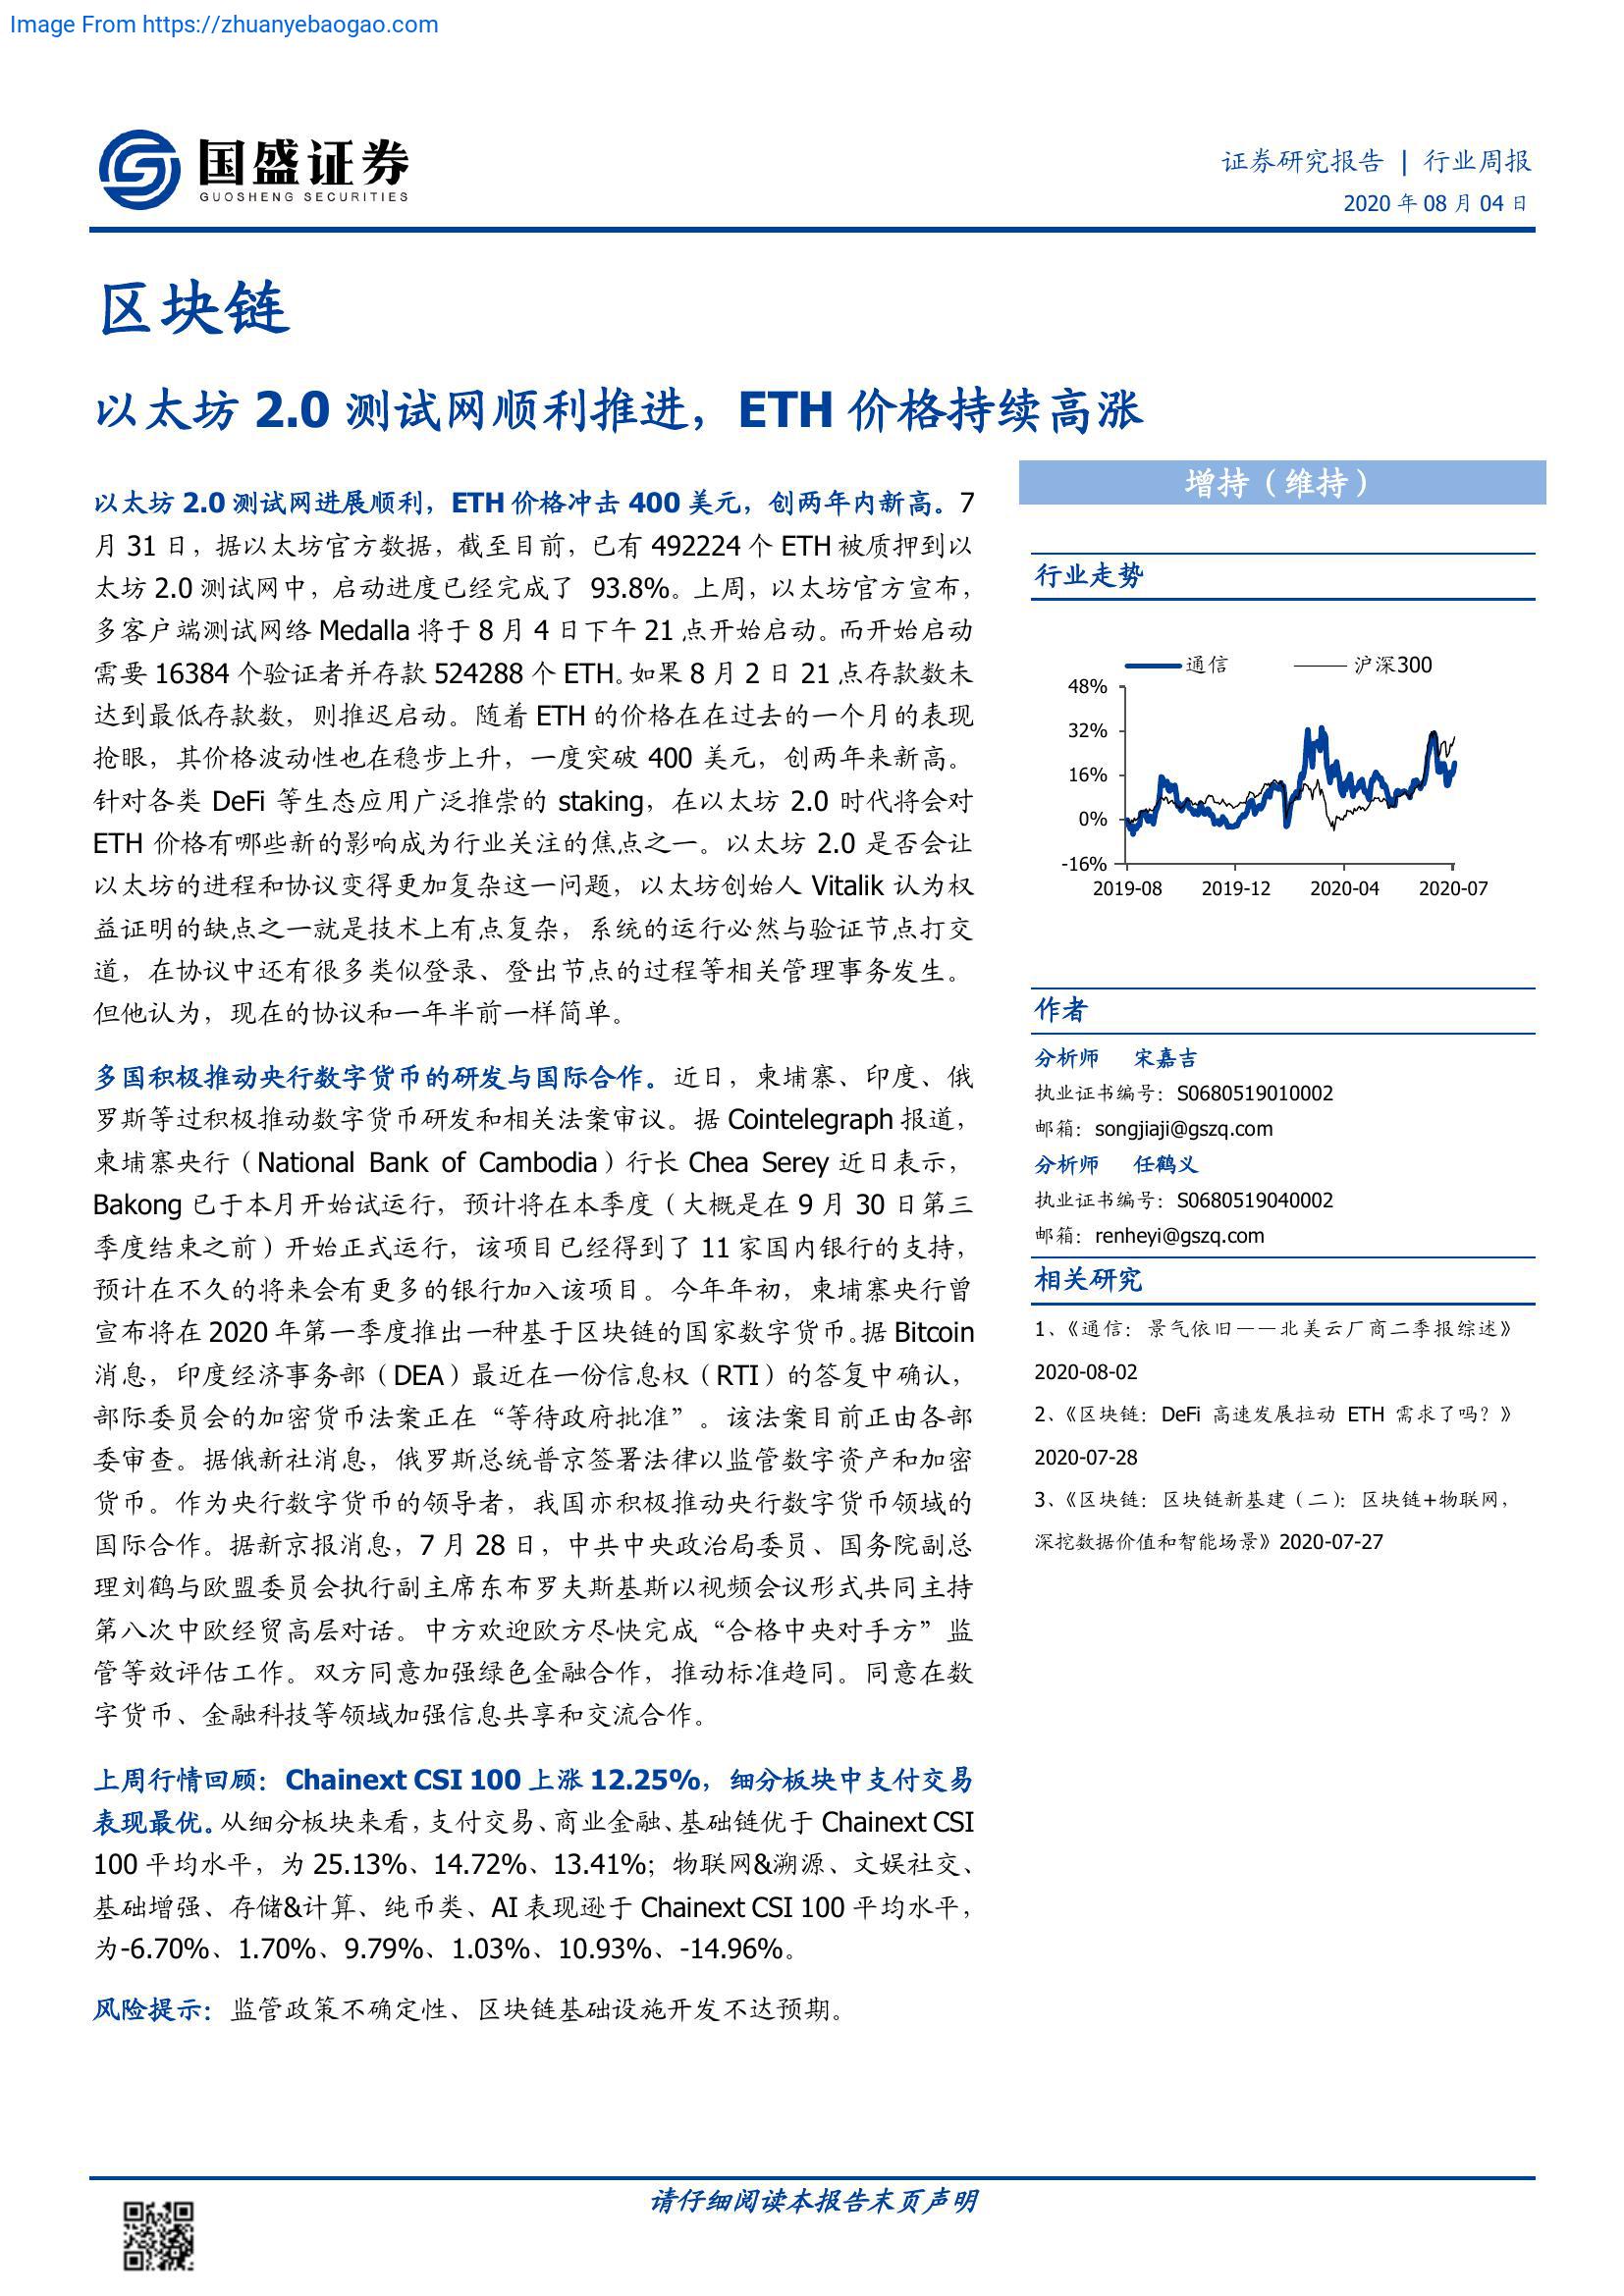 Image From https://zhuanyebaogao.com
国盛证券
GUOSHENG SECURITIES
证券研究报告 | 行业周报
2020 年 08 月 04 日
区块链
以太坊 2.0 测试网顺利推进，ETH 价格持续高涨
以太坊 2.0 测试网进展顺利，ETH 价格冲击 400 美元，创两年内新高。7
月 31 日，据以太坊官方数据，截至目前，已有 492224 个 ETH 被质押到以
太坊 2.0 测试网中，启动进度已经完成了 93.8%。上周，以太坊官方宣布，
多客户端测试网络 Medalla 将于 8 月 4 日下午 21 点开始启动。而开始启动
需要 16384 个验证者并存款 524288 个 ETH。如果 8 月 2 日 21 点存款数未
达到最低存款数，则推迟启动。随着 ETH 的价格在在过去的一个月的表现
抢眼，其价格波动性也在稳步上升，一度突破 400 美元，创两年来新高。
针对各类 DeFi 等生态应用广泛推崇的 staking，在以太坊 2.0 时代将会对
ETH 价格有哪些新的影响成为行业关注的焦点之一。以太坊 2.0 是否会让
以太坊的进程和协议变得更加复杂这一问题，以太坊创始人 Vitalik 认为权
益证明的缺点之一就是技术上有点复杂，系统的运行必然与验证节点打交
道，在协议中还有很多类似登录、登出节点的过程等相关管理事务发生。
但他认为，现在的协议和一年半前一样简单。
多国积极推动央行数字货币的研发与国际合作。近日，柬埔寨、印度、俄
罗斯等过积极推动数字货币研发和相关法案审议。据 Cointelegraph 报道，
柬埔寨央行（National Bank of Cambodia）行长 Chea Serey 近日表示，
Bakong 已于本月开始试运行，预计将在本季度（大概是在 9 月 30 日第三
季度结束之前）开始正式运行，该项目已经得到了 11 家国内银行的支持，
预计在不久的将来会有更多的银行加入该项目。今年年初，柬埔寨央行曾
宣布将在 2020 年第一季度推出一种基于区块链的国家数字货币。据 Bitcoin
消息，印度经济事务部（DEA）最近在一份信息权（RTI）的答复中确认，
部际委员会的加密货币法案正在“等待政府批准”。该法案目前正由各部
委审查。据俄新社消息，俄罗斯总统普京签署法律以监管数字资产和加密
货币。作为央行数字货币的领导者，我国亦积极推动央行数字货币领域的
国际合作。据新京报消息，7 月 28 日，中共中央政治局委员、国务院副总
理刘鹤与欧盟委员会执行副主席东布罗夫斯基斯以视频会议形式共同主持
第八次中欧经贸高层对话。中方欢迎欧方尽快完成“合格中央对手方”监
管等效评估工作。双方同意加强绿色金融合作，推动标准趋同。同意在数
字货币、金融科技等领域加强信息共享和交流合作。
上周行情回顾：Chainext CSI 100 上涨 12.25%，细分板块中支付交易
表现最优。从细分板块来看，支付交易、商业金融、基础链优于 Chainext CSI
100 平均水平，为 25.13%、14.72%、13.41%；物联网&溯源、文娱社交、
基础增强、存储&计算、纯币类、AI 表现逊于 Chainext CSI 100 平均水平，
为-6.70%、1.70%、9.79%、1.03%、10.93%、-14.96%。
风险提示：监管政策不确定性、区块链基础设施开发不达预期。
增持（维持）
行业走势
通信 沪深300
48%
32%
16%
0%
-16%
2019-08 2019-12 2020-04 2020-07
作者
分析师 宋嘉吉
执业证书编号：S0680519010002
邮箱：songjiaji@gszq.com
分析师 任鹤义
执业证书编号：S0680519040002
邮箱：renheyi@gszq.com
相关研究
1、《通信：景气依旧——北美云厂商二季报综述》
2020-08-02
2、《区块链：DeFi 高速发展拉动 ETH 需求了吗？》
2020-07-28
3、《区块链：区块链新基建（二）：区块链+物联网，
深挖数据价值和智能场景》2020-07-27
请仔细阅读本报告末页声明